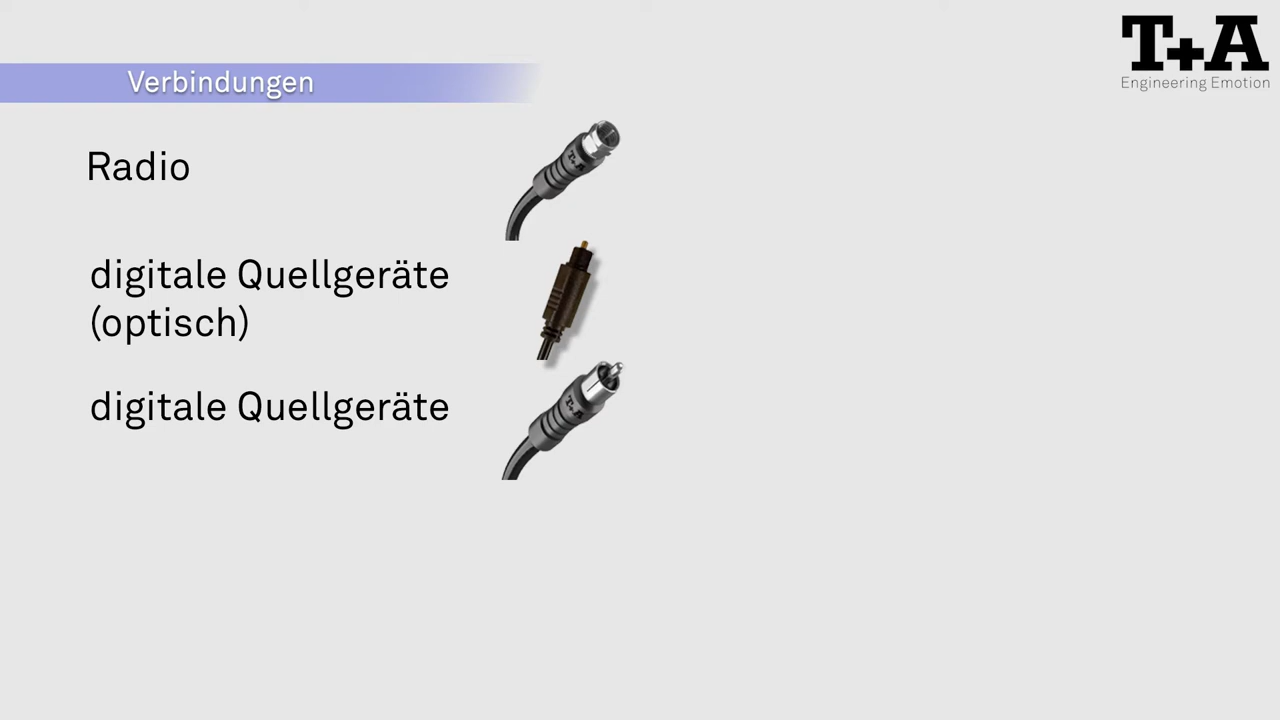 T+A
Engineering Emotion
Verbindungen
Radio
T+A
digitale Quellgeräte
(optisch)
digitale Quellgeräte
T+A